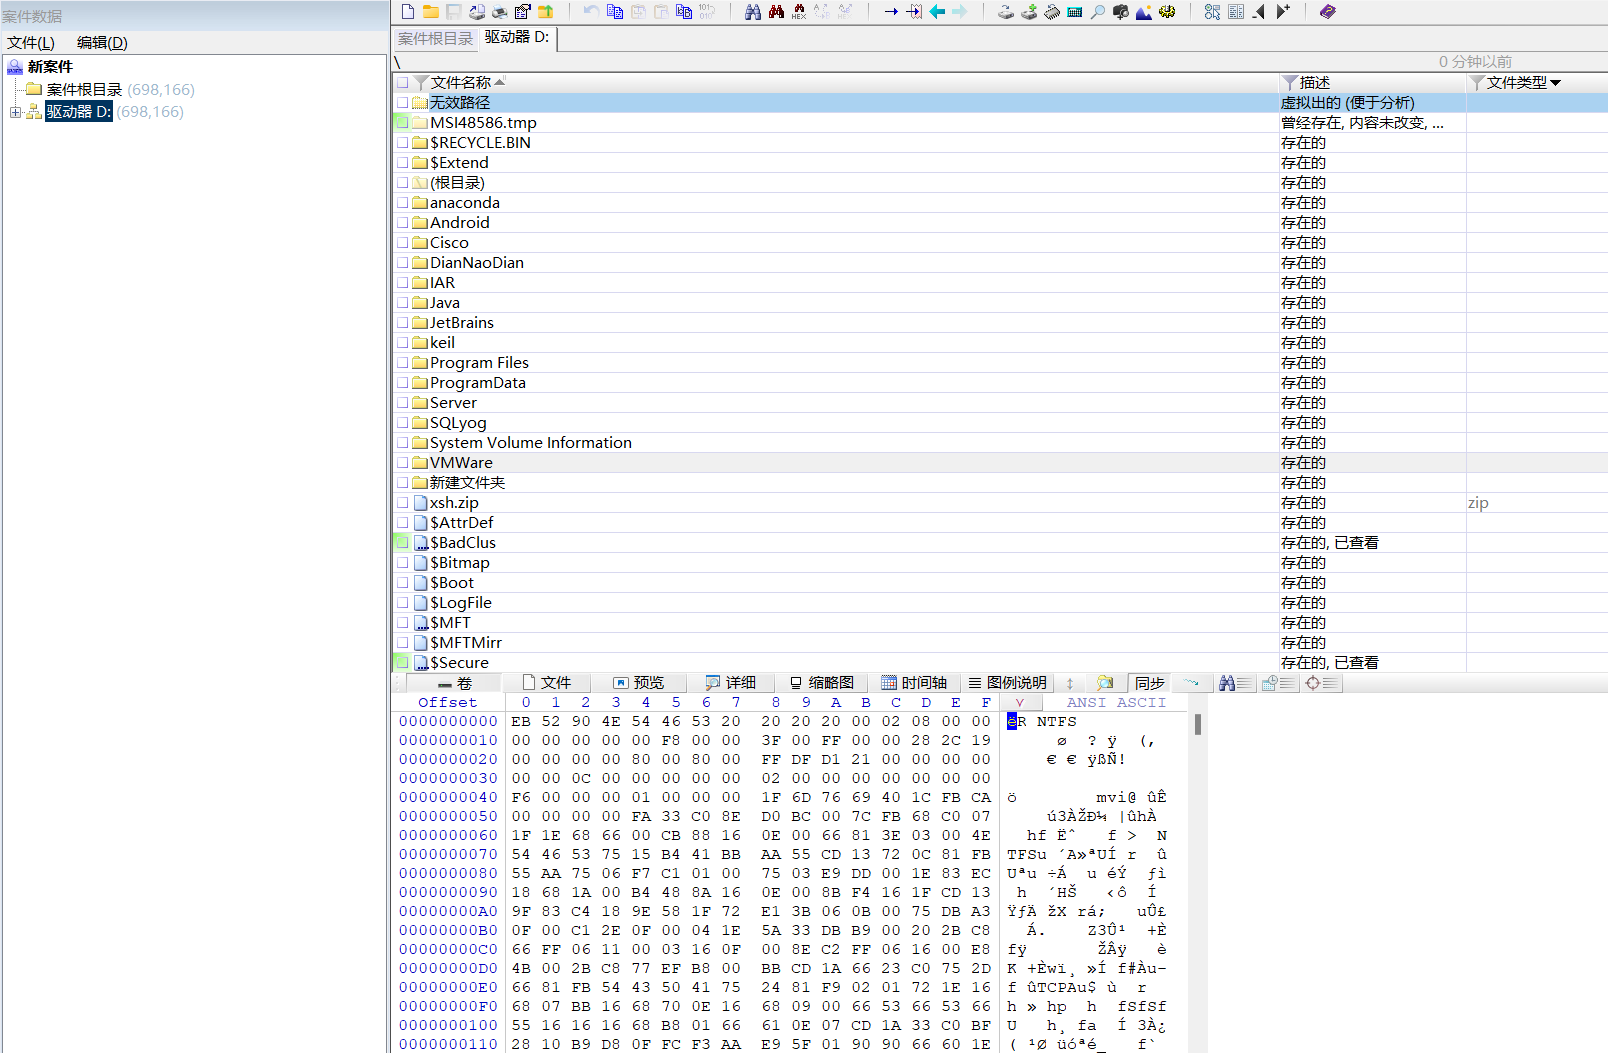 案件数据
文件(L) 编辑(D)
新案件
案件根目录 (698,166)
驱动器 D: (698,166)
案件根目录 驱动器 D:
\ 0 分钟以前
文件名称 描述 文件类型
无效路径 虚拟出的 (便于分析)
MSI48586.tmp 曾经存在, 内容未改变, ...
$RECYCLE.BIN 存在的
$Extend 存在的
(根目录) 存在的
anaconda 存在的
Android 存在的
Cisco 存在的
DianNaoDian 存在的
IAR 存在的
Java 存在的
JetBrains 存在的
keil 存在的
Program Files 存在的
ProgramData 存在的
Server 存在的
SQLyog 存在的
System Volume Information 存在的
VMWare 存在的
新建文件夹 存在的
xsh.zip 存在的 zip
$AttrDef 存在的
$BadClus 存在的, 已查看
$Bitmap 存在的
$Boot 存在的
$LogFile 存在的
$MFT 存在的
$MFTMirr 存在的
$Secure 存在的, 已查看
卷 文件 预览 详细 缩略图 时间轴 图例说明 同步
Offset 0 1 2 3 4 5 6 7 8 9 A B C D E F ANSI ASCII
0000000000 EB 52 90 4E 54 46 53 20 20 20 20 00 02 08 00 00 ëR NTFS
0000000010 00 00 00 00 00 F8 00 00 3F 00 FF 00 00 28 2C 19 ø ? ÿ (,
0000000020 00 00 00 00 80 00 80 00 FF DF D1 21 00 00 00 00 € € ÿßÑ!
0000000030 00 00 0C 00 00 00 00 00 02 00 00 00 00 00 00 00
0000000040 F6 00 00 00 01 00 00 00 1F 6D 76 69 40 1C FB CA ö mvi@ ûÊ
0000000050 00 00 00 00 FA 33 C0 8E D0 BC 00 7C FB 68 C0 07 ú3ÀŽÐ¼ |ûhÀ
0000000060 1F 1E 68 66 00 CB 88 16 0E 00 66 81 3E 03 00 4E hf Ëˆ f > N
0000000070 54 46 53 75 15 B4 41 BB AA 55 CD 13 72 0C 81 FB TFSu ´A»ªUÍ r û
0000000080 55 AA 75 06 F7 C1 01 00 75 03 E9 DD 00 1E 83 EC Uªu ÷Á u éÝ ƒì
0000000090 18 68 1A 00 B4 48 8A 16 0E 00 8B F4 16 1F CD 13 h ´HŠ ‹ô Í
00000000A0 9F 83 C4 18 9E 58 1F 72 E1 3B 06 0B 00 75 DB A3 ŸƒÄ žX rá; uÛ£
00000000B0 0F 00 C1 2E 0F 00 04 1E 5A 33 DB B9 00 20 2B C8 Á. Z3Û¹ +È
00000000C0 66 FF 06 11 00 03 16 0F 00 8E C2 FF 06 16 00 E8 fÿ ŽÂÿ è
00000000D0 4B 00 2B C8 77 EF B8 00 BB CD 1A 66 23 C0 75 2D K +Èwï¸ »Í f#Àu-
00000000E0 66 81 FB 54 43 50 41 75 24 81 F9 02 01 72 1E 16 f ûTCPAu$ ù r
00000000F0 68 07 BB 16 68 70 0E 16 68 09 00 66 53 66 53 66 h » hp h fSfSf
0000000100 55 16 16 16 68 B8 01 66 61 0E 07 CD 1A 33 C0 BF U h¸ fa Í 3À¿
0000000110 28 10 B9 D8 0F FC F3 AA E9 5F 01 90 90 66 60 1E ( ¹Ø üóªé_ f`